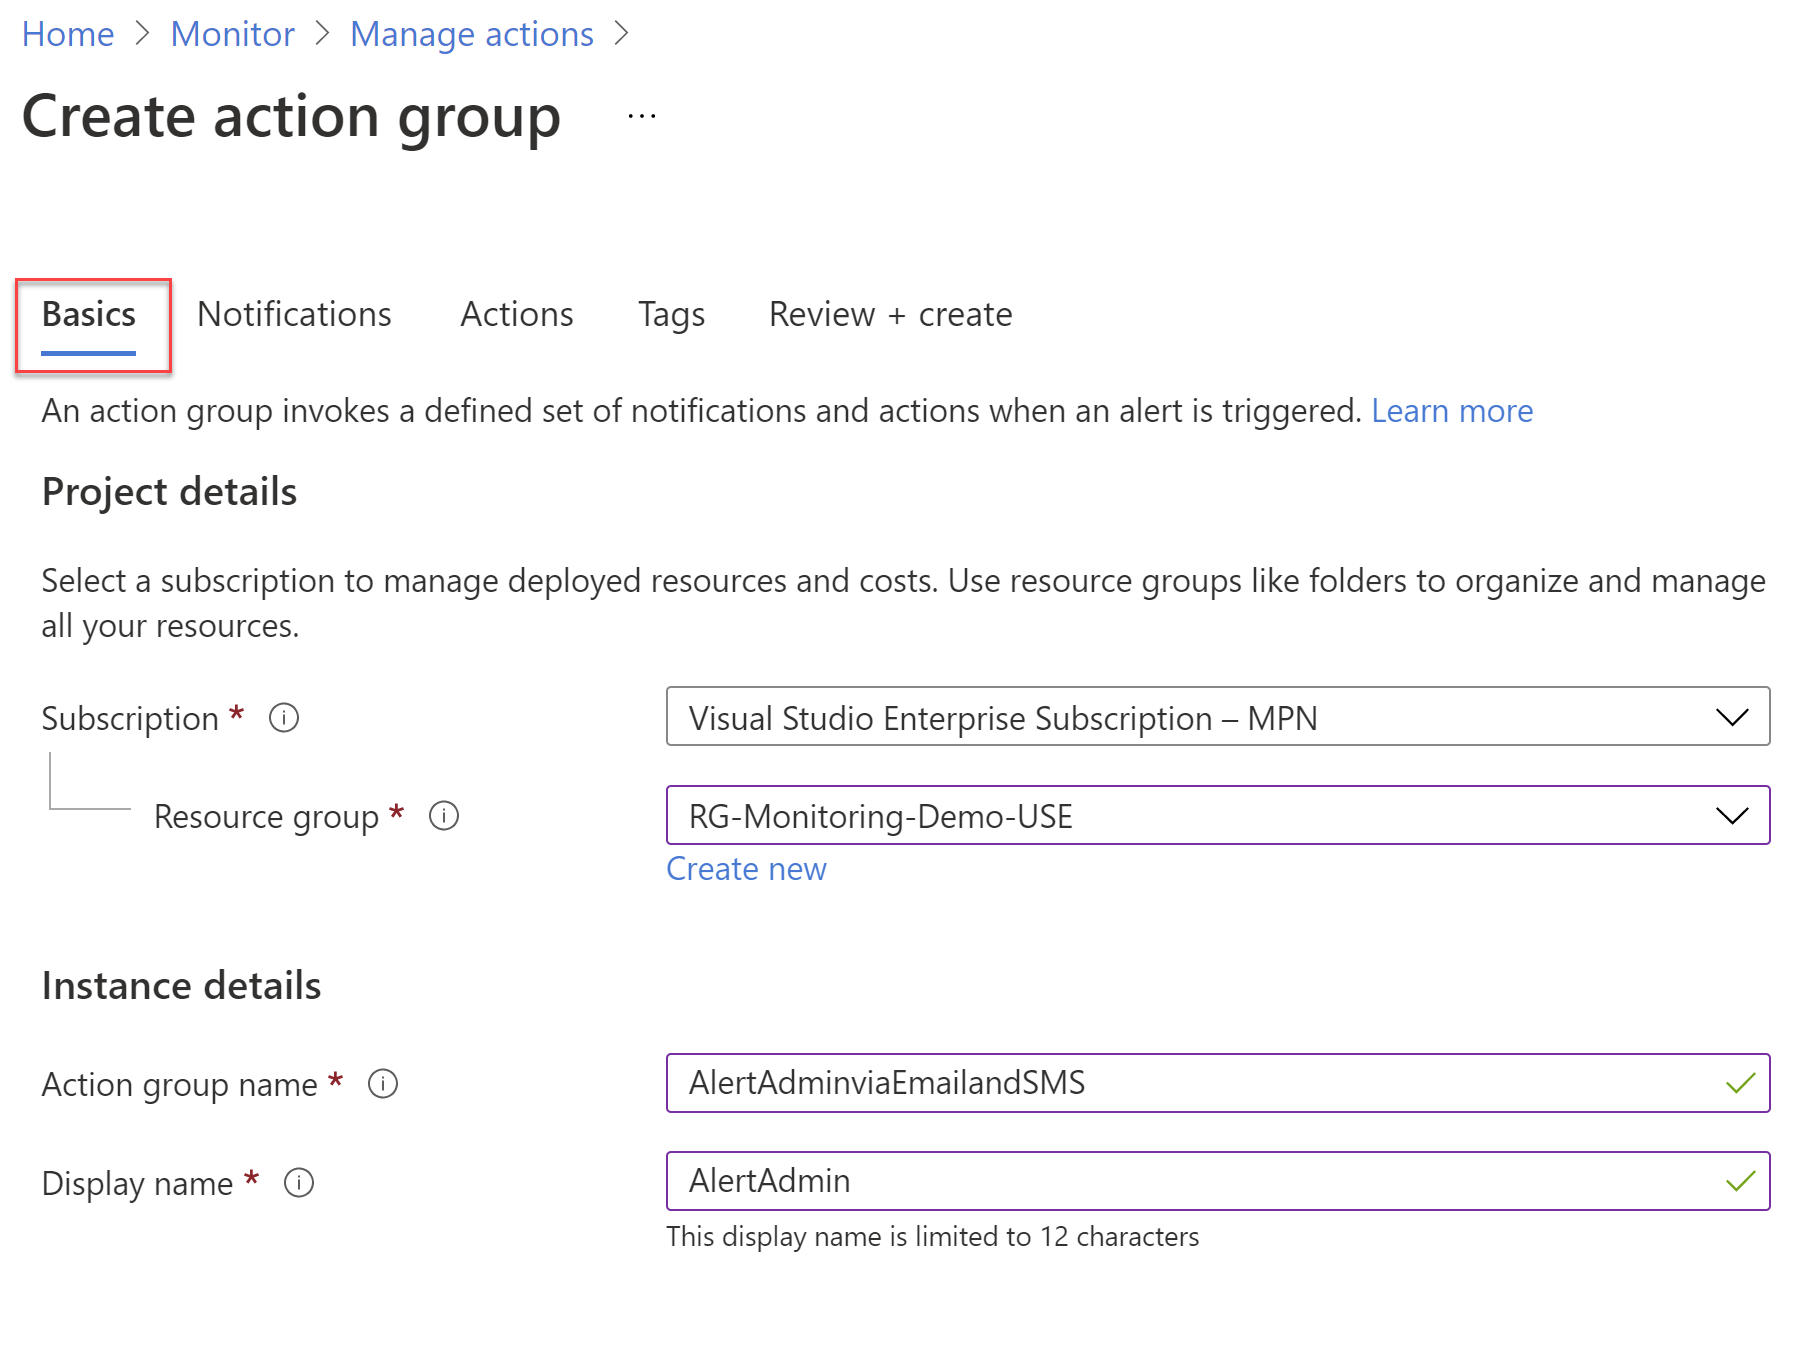 Home > Monitor > Manage actions >
Create action group ...
Basics Notifications Actions Tags Review + create
An action group invokes a defined set of notifications and actions when an alert is triggered. Learn more
Project details
Select a subscription to manage deployed resources and costs. Use resource groups like folders to organize and manage
all your resources.
Subscription * Visual Studio Enterprise Subscription – MPN
Resource group * RG-Monitoring-Demo-USE
Create new
Instance details
Action group name * AlertAdminviaEmailandSMS
Display name * AlertAdmin
This display name is limited to 12 characters